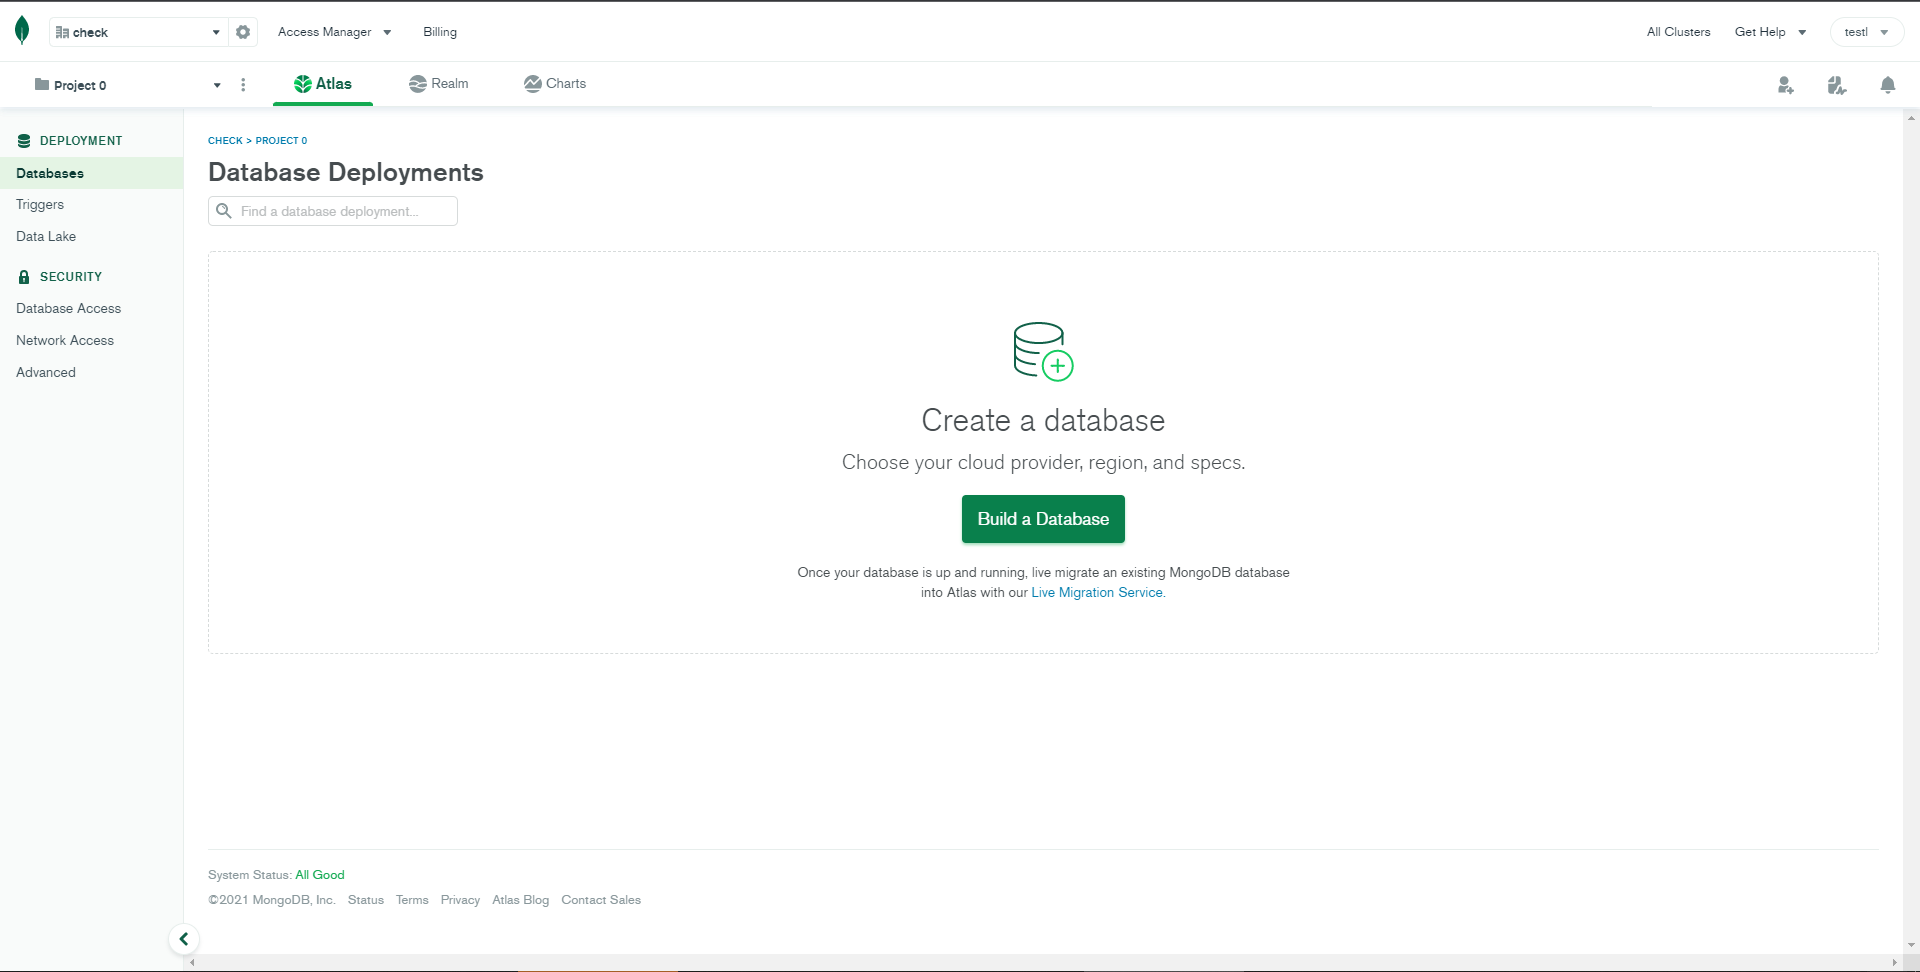 check
Access Manager
Billing
All Clusters
Get Help
testl
Project 0
Atlas
Realm
Charts
DEPLOYMENT
Databases
Triggers
Data Lake
SECURITY
Database Access
Network Access
Advanced
CHECK > PROJECT 0
Database Deployments
Find a database deployment...
Create a database
Choose your cloud provider, region, and specs.
Build a Database
Once your database is up and running, live migrate an existing MongoDB database
into Atlas with our Live Migration Service.
System Status: All Good
©2021 MongoDB, Inc. Status Terms Privacy Atlas Blog Contact Sales